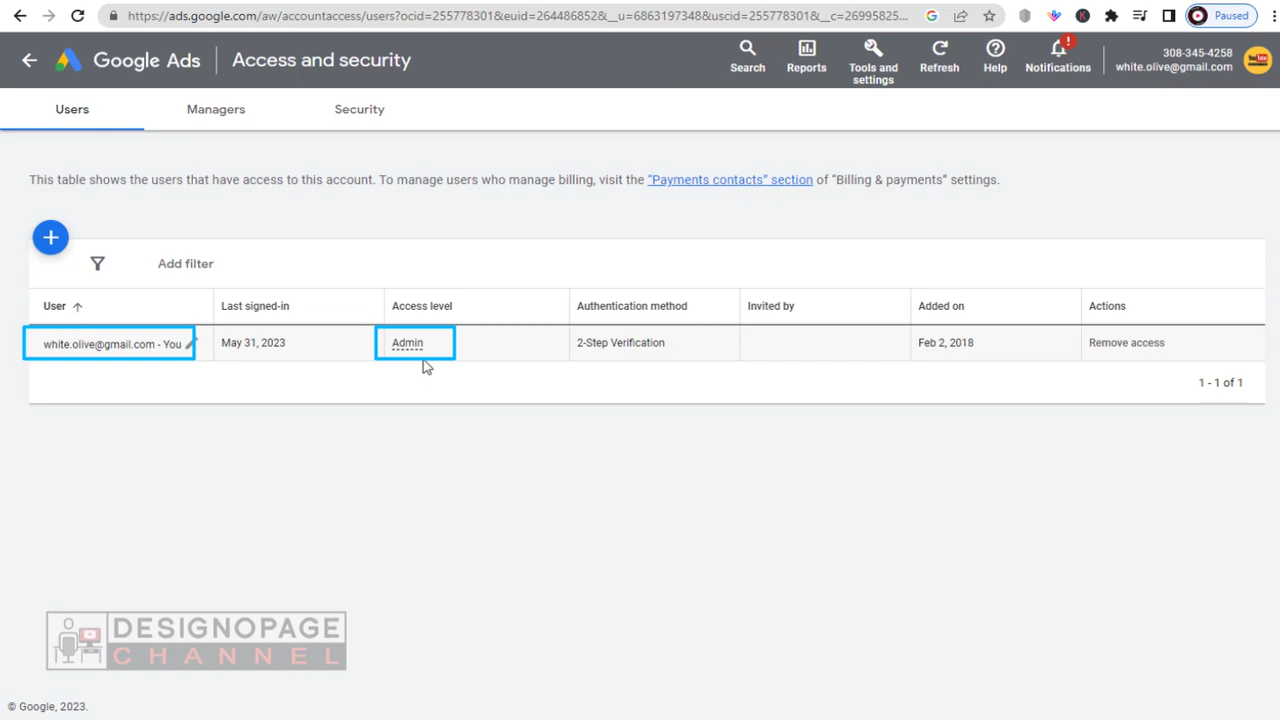 https://ads.google.com/aw/accountaccess/users?ocid=255778301&euid=264486852&__u=6863197348&uscid=255778301&__c=26995825...
Paused
Google Ads
Access and security
Search
Reports
Tools and settings
Refresh
Help
Notifications
308-345-4258
white.olive@gmail.com
Users
Managers
Security
This table shows the users that have access to this account. To manage users who manage billing, visit the "Payments contacts" section of "Billing & payments" settings.
Add filter
User
Last signed-in
Access level
Authentication method
Invited by
Added on
Actions
white.olive@gmail.com - You
May 31, 2023
Admin
2-Step Verification
Feb 2, 2018
Remove access
1 - 1 of 1
DESIGNOPAGE
CHANNEL
© Google, 2023.